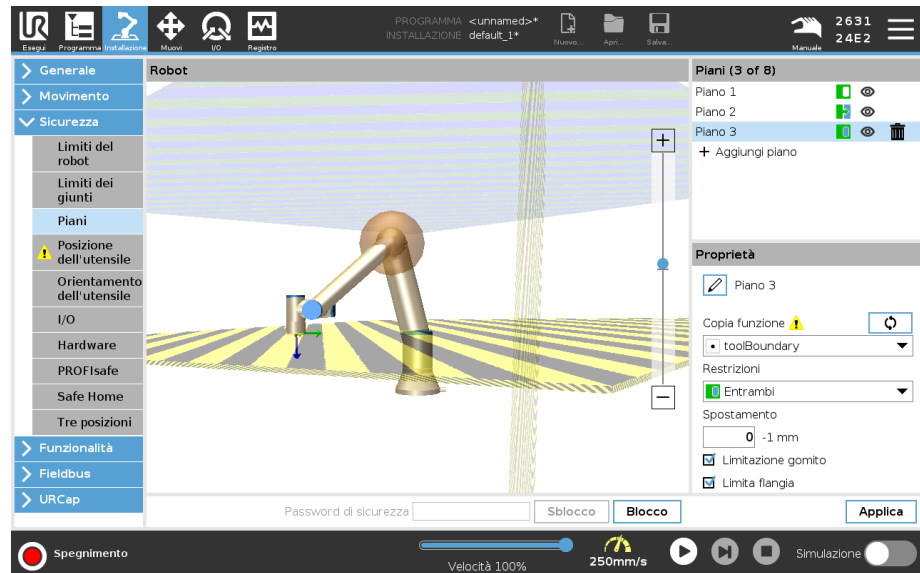 UR
Esegui
Programma
Installazione
Muovi
I/O
Registro
PROGRAMMA <unnamed>*
INSTALLAZIONE default_1*
Nuovo...
Apri...
Salva...
Manuale
2631
24E2
Generale
Movimento
Sicurezza
Limiti del
robot
Limiti dei
giunti
Piani
Posizione
dell'utensile
Orientamento
dell'utensile
I/O
Hardware
PROFIsafe
Safe Home
Tre posizioni
Funzionalità
Fieldbus
URCap
Robot
Piani (3 of 8)
Piano 1
Piano 2
Piano 3
+ Aggiungi piano
Proprietà
Piano 3
Copia funzione
toolBoundary
Restrizioni
Entrambi
Spostamento
0 -1 mm
Limitazione gomito
Limita flangia
Password di sicurezza
Sblocco
Blocco
Applica
Spegnimento
Velocità 100%
250mm/s
Simulazione